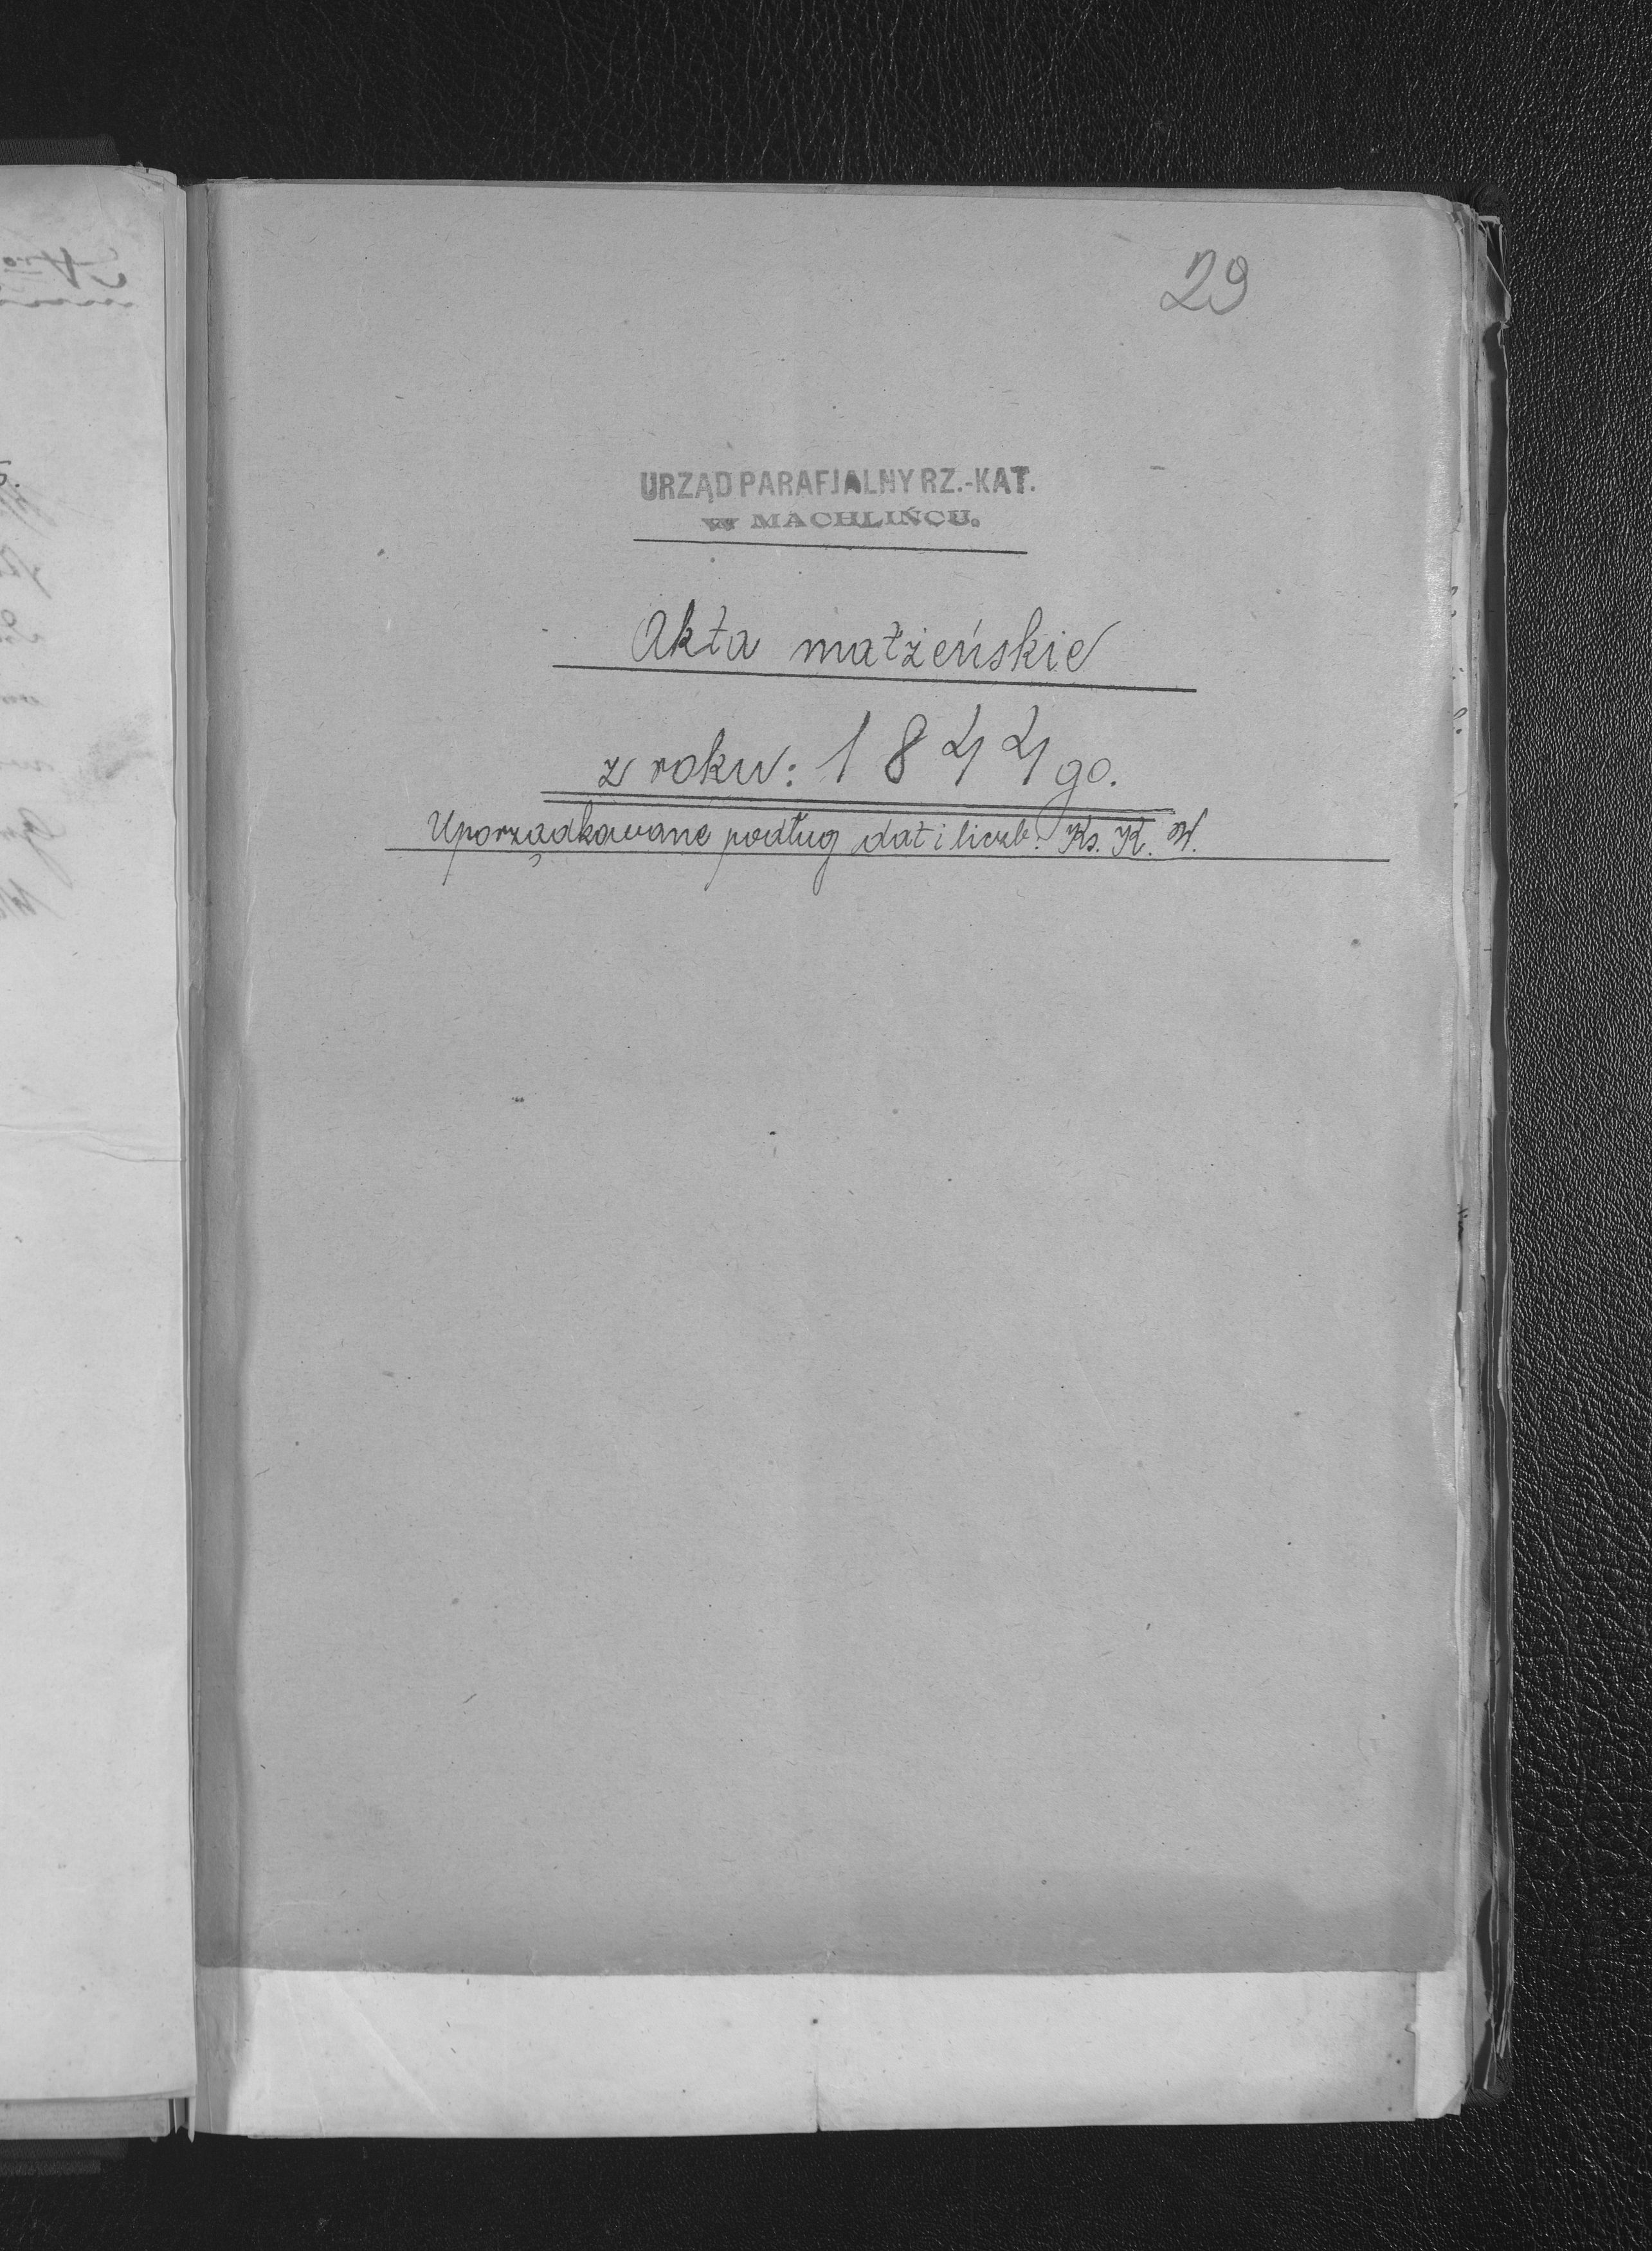 29
URZĄD PARAFJALNY RZ.-KAT.
w MACHLIŃCU.
Akta małżeńskie
z roku: 1844go.
Uporządkowane podług dat i liczb. Ks. K. W.